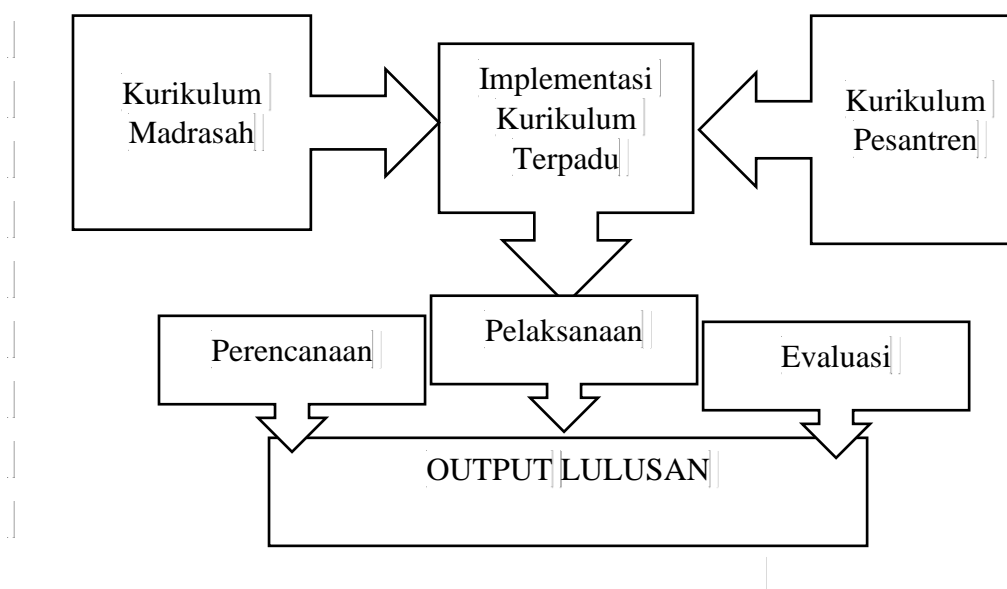 Kurikulum
Madrasah
Implementasi
Kurikulum
Terpadu
Kurikulum
Pesantren
Perencanaan
Pelaksanaan
Evaluasi
OUTPUT LULUSAN